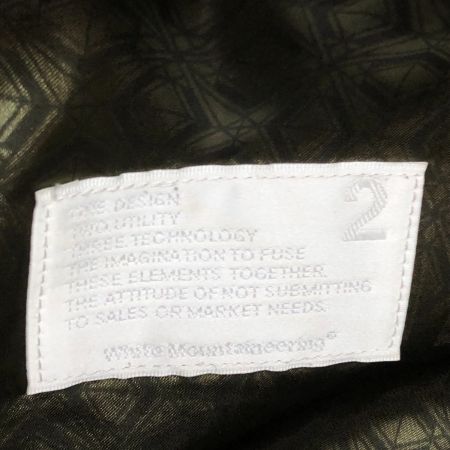 2
ONE DESIGN
TWO UTILITY
THREE TECHNOLOGY
THE IMAGINATION TO FUSE
THESE ELEMENTS TOGETHER.
THE ATTITUDE OF NOT SUBMITTING
TO SALES OR MARKET NEEDS.
White Mountaineering®